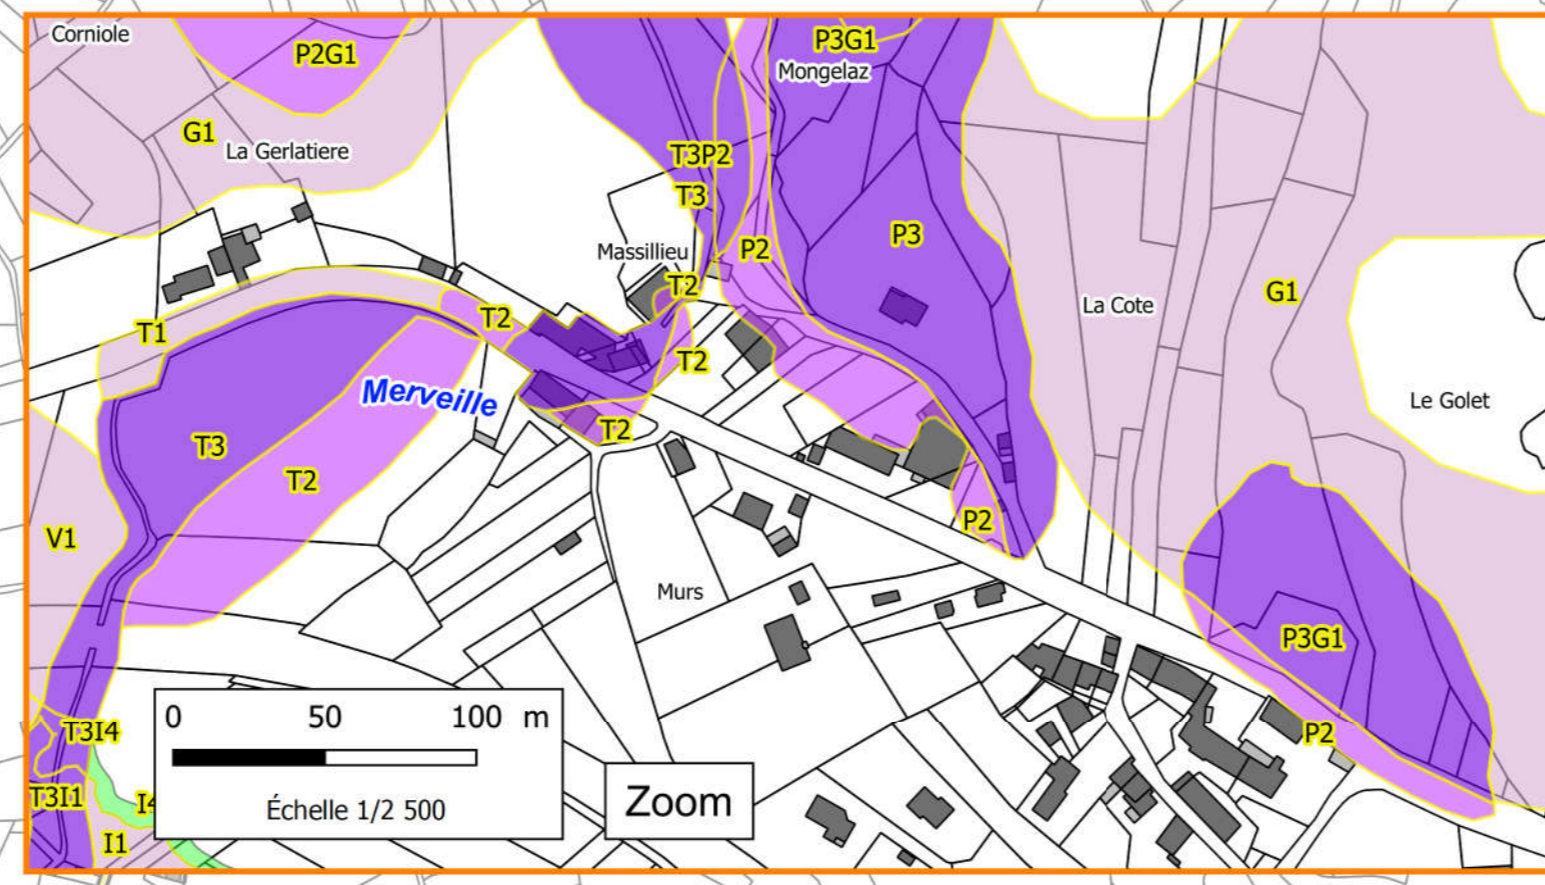 Corniole
P2G1
P3G1
Mongelaz
G1
La Gerlatiere
T3P2
T3
P3
Massillieu
P2
T2
G1
La Cote
T1
T2
T2
Merveille
Le Golet
T3
T2
T2
P2
V1
Murs
P3G1
T3I4
0 50 100 m
P2
T3I1
I4
Échelle 1/2 500
Zoom
I1